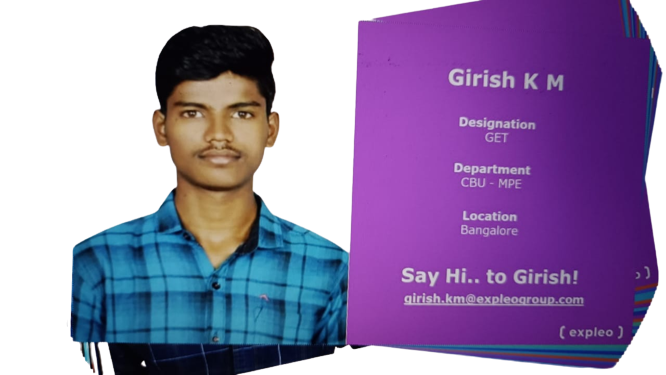 Girish K M
Designation
GET
Department
CBU - MPE
Location
Bangalore
Say Hi.. to Girish!
girish.km@expleogroup.com
( expleo )
)